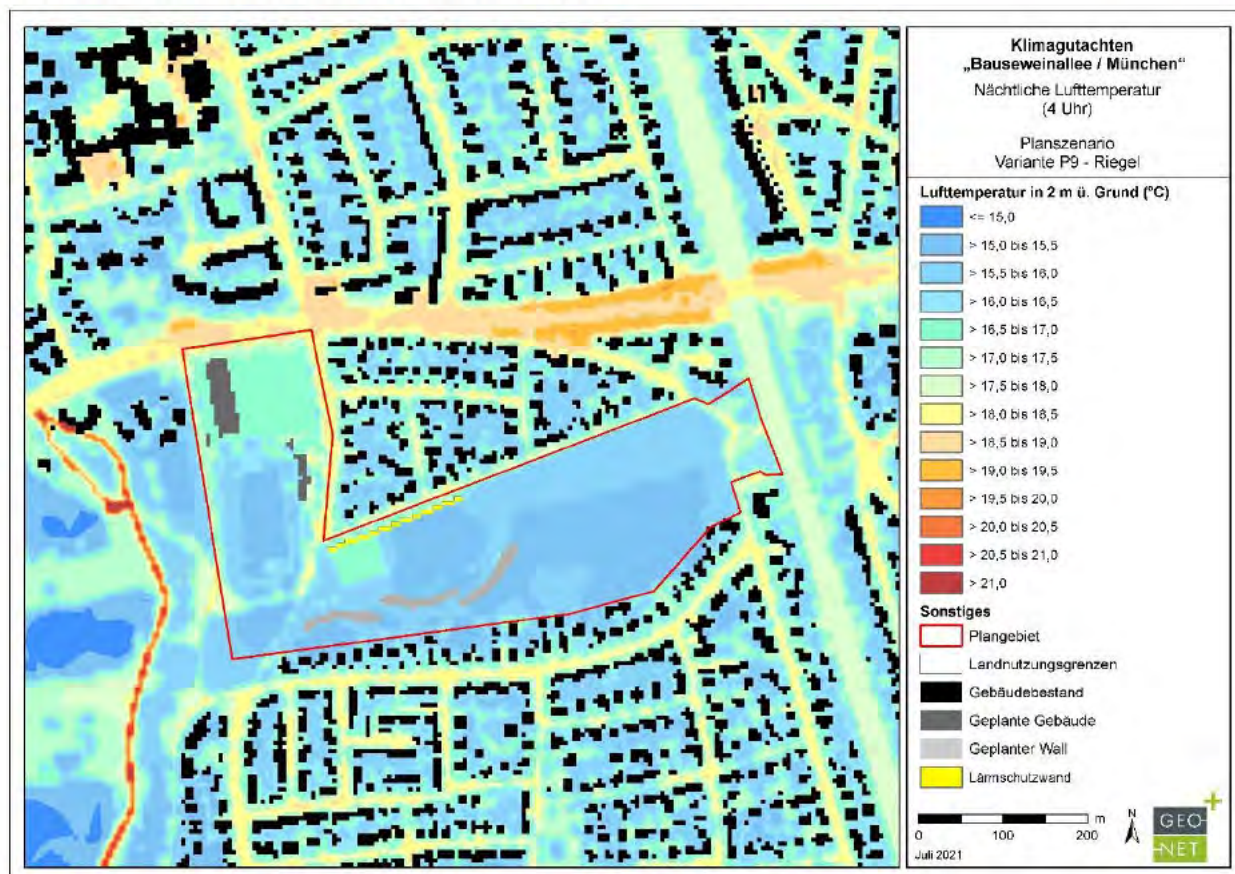 Klimagutachten
„Bauseweinallee / München“
Nächtliche Lufttemperatur
(4 Uhr)
Planszenario
Variante P9 - Riegel
Lufttemperatur in 2 m ü. Grund (°C)
<= 15,0
> 15,0 bis 15,5
> 15,5 bis 16,0
> 16,0 bis 16,5
> 16,5 bis 17,0
> 17,0 bis 17,5
> 17,5 bis 18,0
> 18,0 bis 18,5
> 18,5 bis 19,0
> 19,0 bis 19,5
> 19,5 bis 20,0
> 20,0 bis 20,5
> 20,5 bis 21,0
> 21,0
Sonstiges
Plangebiet
Landnutzungsgrenzen
Gebäudebestand
Geplante Gebäude
Geplanter Wall
Lärmschutzwand
0 100 200 m
N
Juli 2021
GEO-
-NET